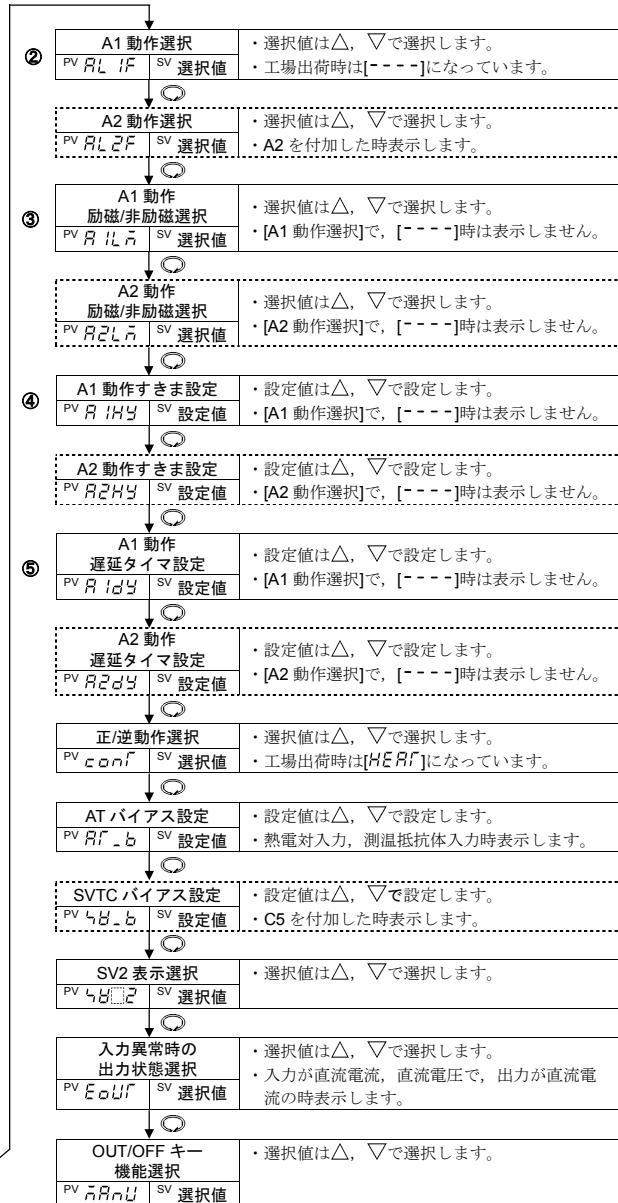 ② A1 動作選択
PV AL1F SV 選択値
・選択値は△，▽で選択します。
・工場出荷時は[----]になっています。
A2 動作選択
PV AL2F SV 選択値
・選択値は△，▽で選択します。
・A2 を付加した時表示します。
③ A1 動作
励磁/非励磁選択
PV A1Lm SV 選択値
・選択値は△，▽で選択します。
・[A1 動作選択]で，[----]時は表示しません。
A2 動作
励磁/非励磁選択
PV A2Lm SV 選択値
・選択値は△，▽で選択します。
・[A2 動作選択]で，[----]時は表示しません。
④ A1 動作すきま設定
PV A1HY SV 設定値
・設定値は△，▽で設定します。
・[A1 動作選択]で，[----]時は表示しません。
A2 動作すきま設定
PV A2HY SV 設定値
・設定値は△，▽で設定します。
・[A2 動作選択]で，[----]時は表示しません。
⑤ A1 動作
遅延タイマ設定
PV A1dY SV 設定値
・設定値は△，▽で設定します。
・[A1 動作選択]で，[----]時は表示しません。
A2 動作
遅延タイマ設定
PV A2dY SV 設定値
・設定値は△，▽で設定します。
・[A2 動作選択]で，[----]時は表示しません。
正/逆動作選択
PV conT SV 選択値
・選択値は△，▽で選択します。
・工場出荷時は[HEAT]になっています。
AT バイアス設定
PV AT_b SV 設定値
・設定値は△，▽で設定します。
・熱電対入力，測温抵抗体入力時表示します。
SVTC バイアス設定
PV SV_b SV 設定値
・設定値は△，▽で設定します。
・C5 を付加した時表示します。
SV2 表示選択
PV SV□2 SV 選択値
・選択値は△，▽で選択します。
入力異常時の
出力状態選択
PV EoUT SV 選択値
・選択値は△，▽で選択します。
・入力が直流電流，直流電圧で，出力が直流電
流の時表示します。
OUT/OFF キー
機能選択
PV mAnU SV 選択値
・選択値は△，▽で選択します。